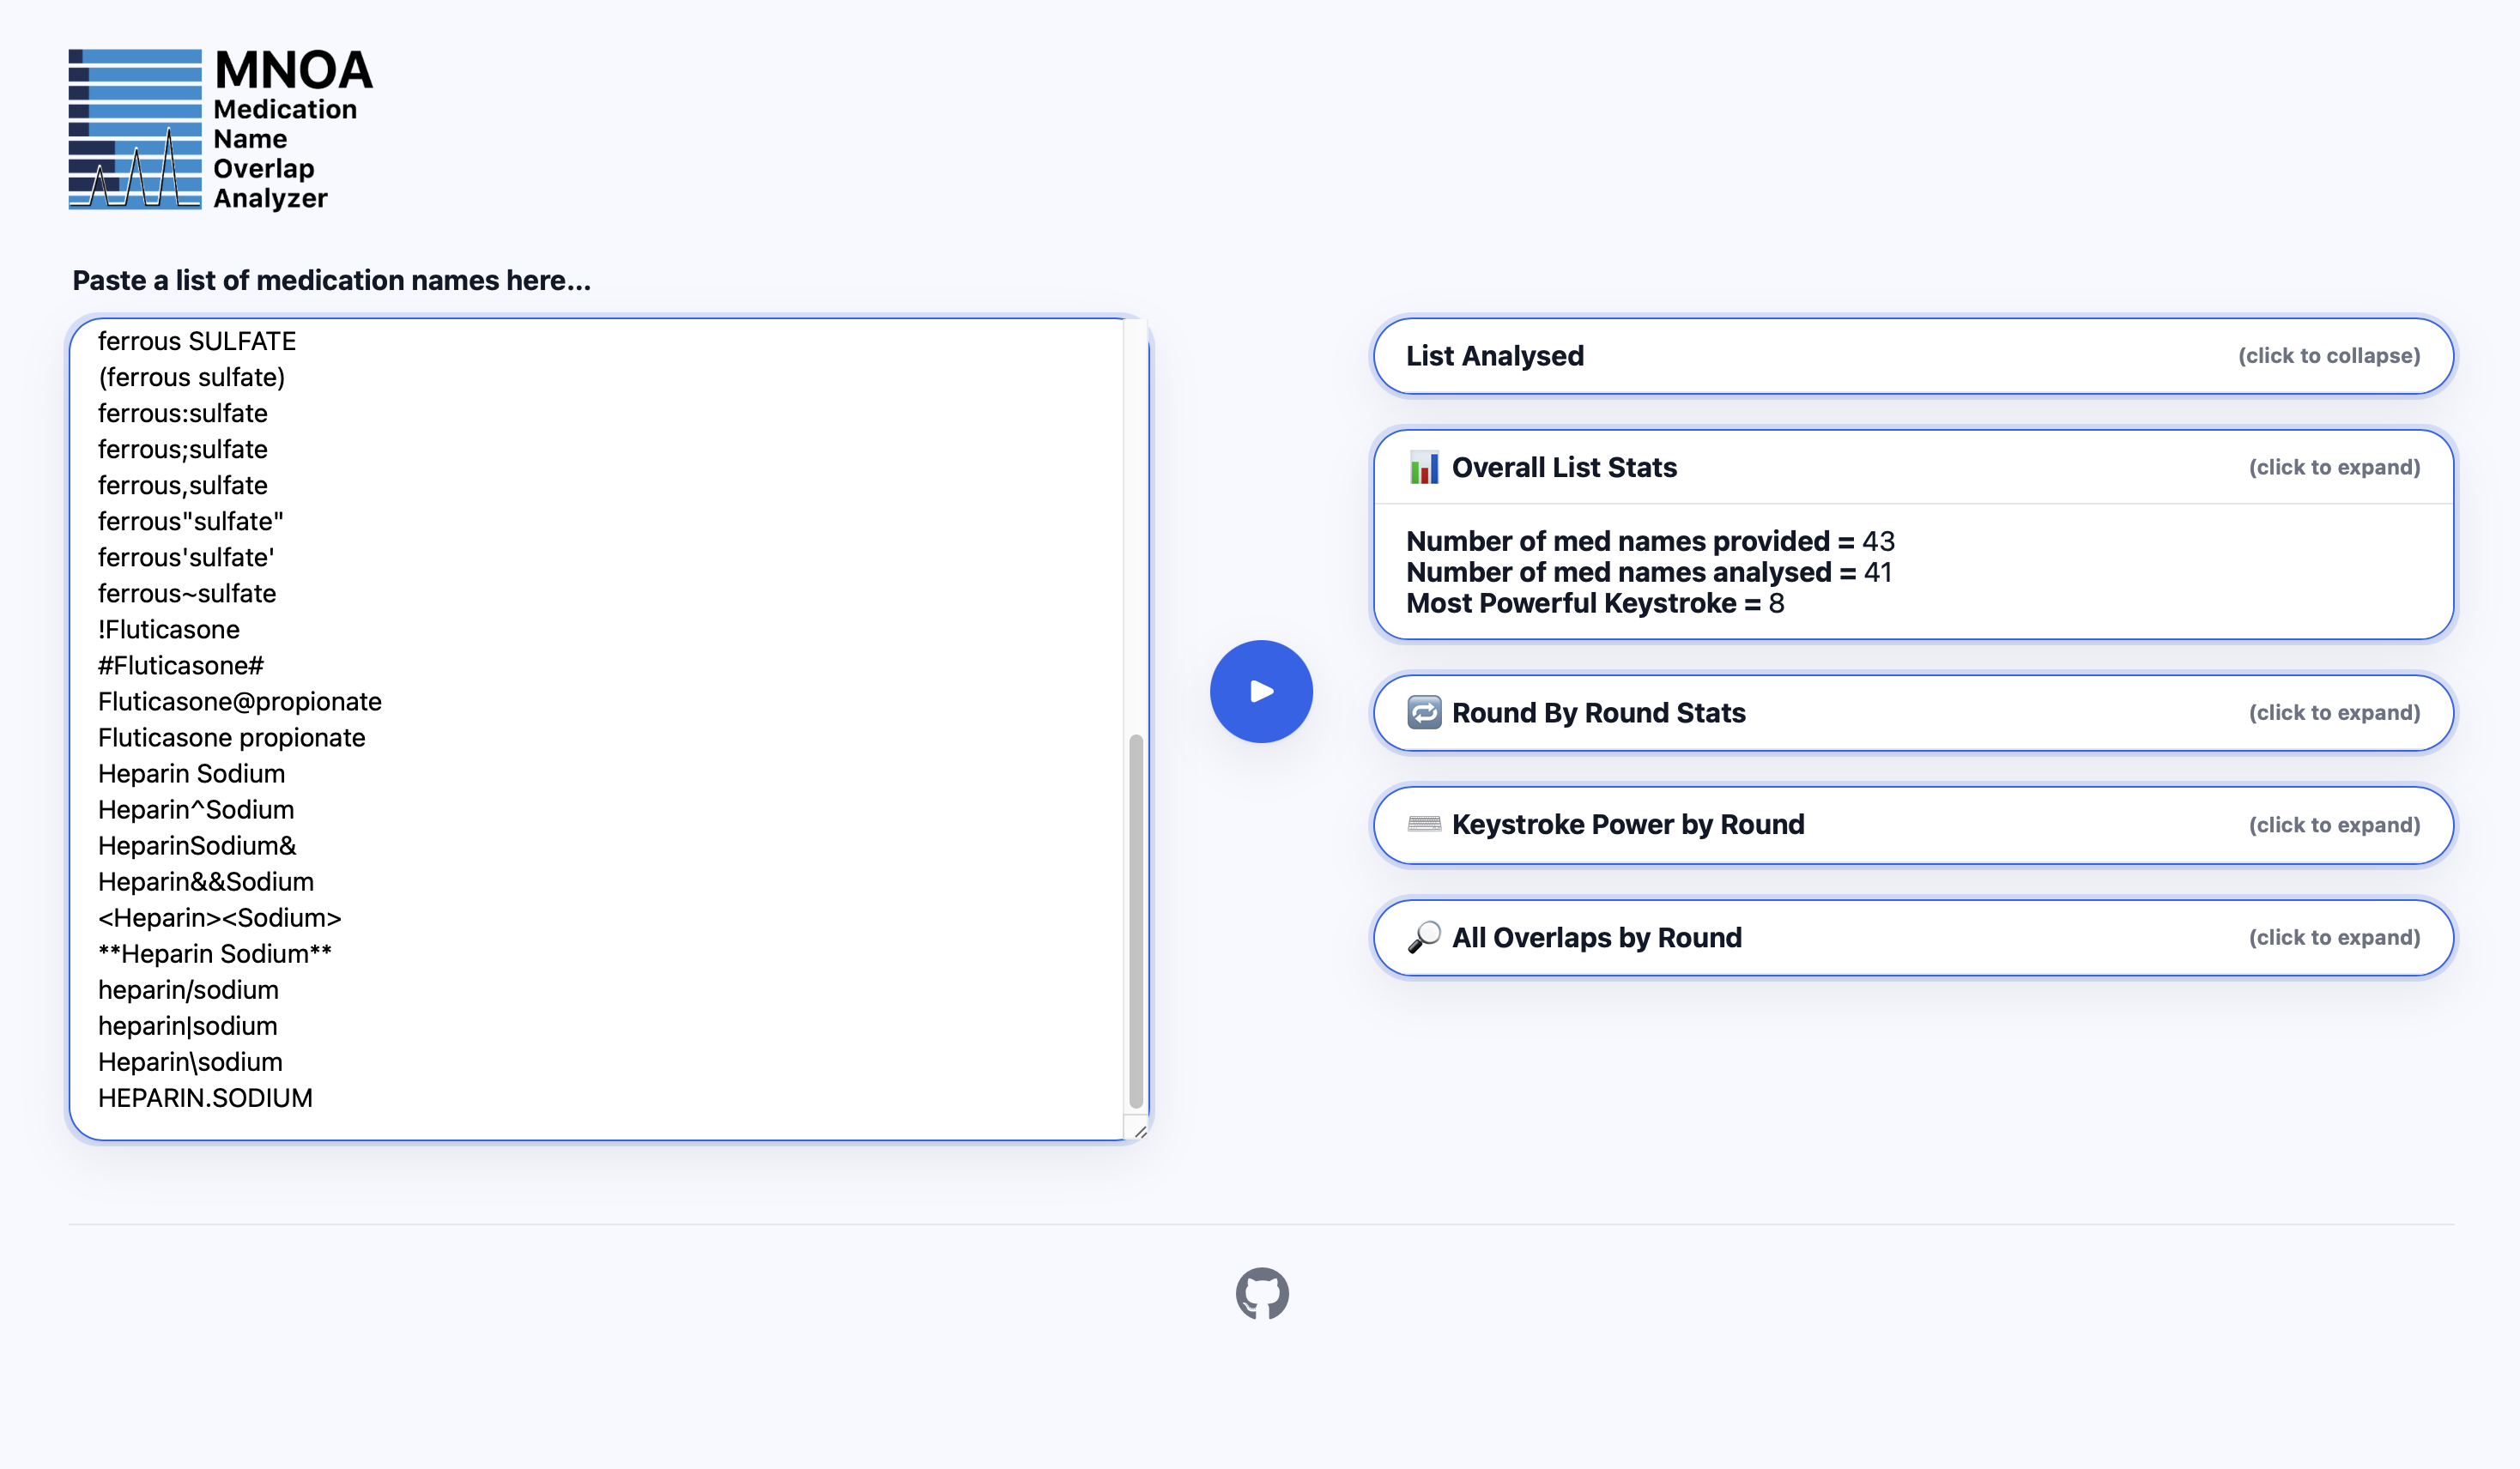 MNOA
Medication
Name
Overlap
Analyzer
Paste a list of medication names here...
ferrous SULFATE
(ferrous sulfate)
ferrous:sulfate
ferrous;sulfate
ferrous,sulfate
ferrous"sulfate"
ferrous'sulfate'
ferrous~sulfate
!Fluticasone
#Fluticasone#
Fluticasone@propionate
Fluticasone propionate
Heparin Sodium
Heparin^Sodium
HeparinSodium&
Heparin&&Sodium
<Heparin><Sodium>
**Heparin Sodium**
heparin/sodium
heparin|sodium
Heparin\sodium
HEPARIN.SODIUM
List Analysed (click to collapse)
Overall List Stats (click to expand)
Number of med names provided = 43
Number of med names analysed = 41
Most Powerful Keystroke = 8
Round By Round Stats (click to expand)
Keystroke Power by Round (click to expand)
All Overlaps by Round (click to expand)